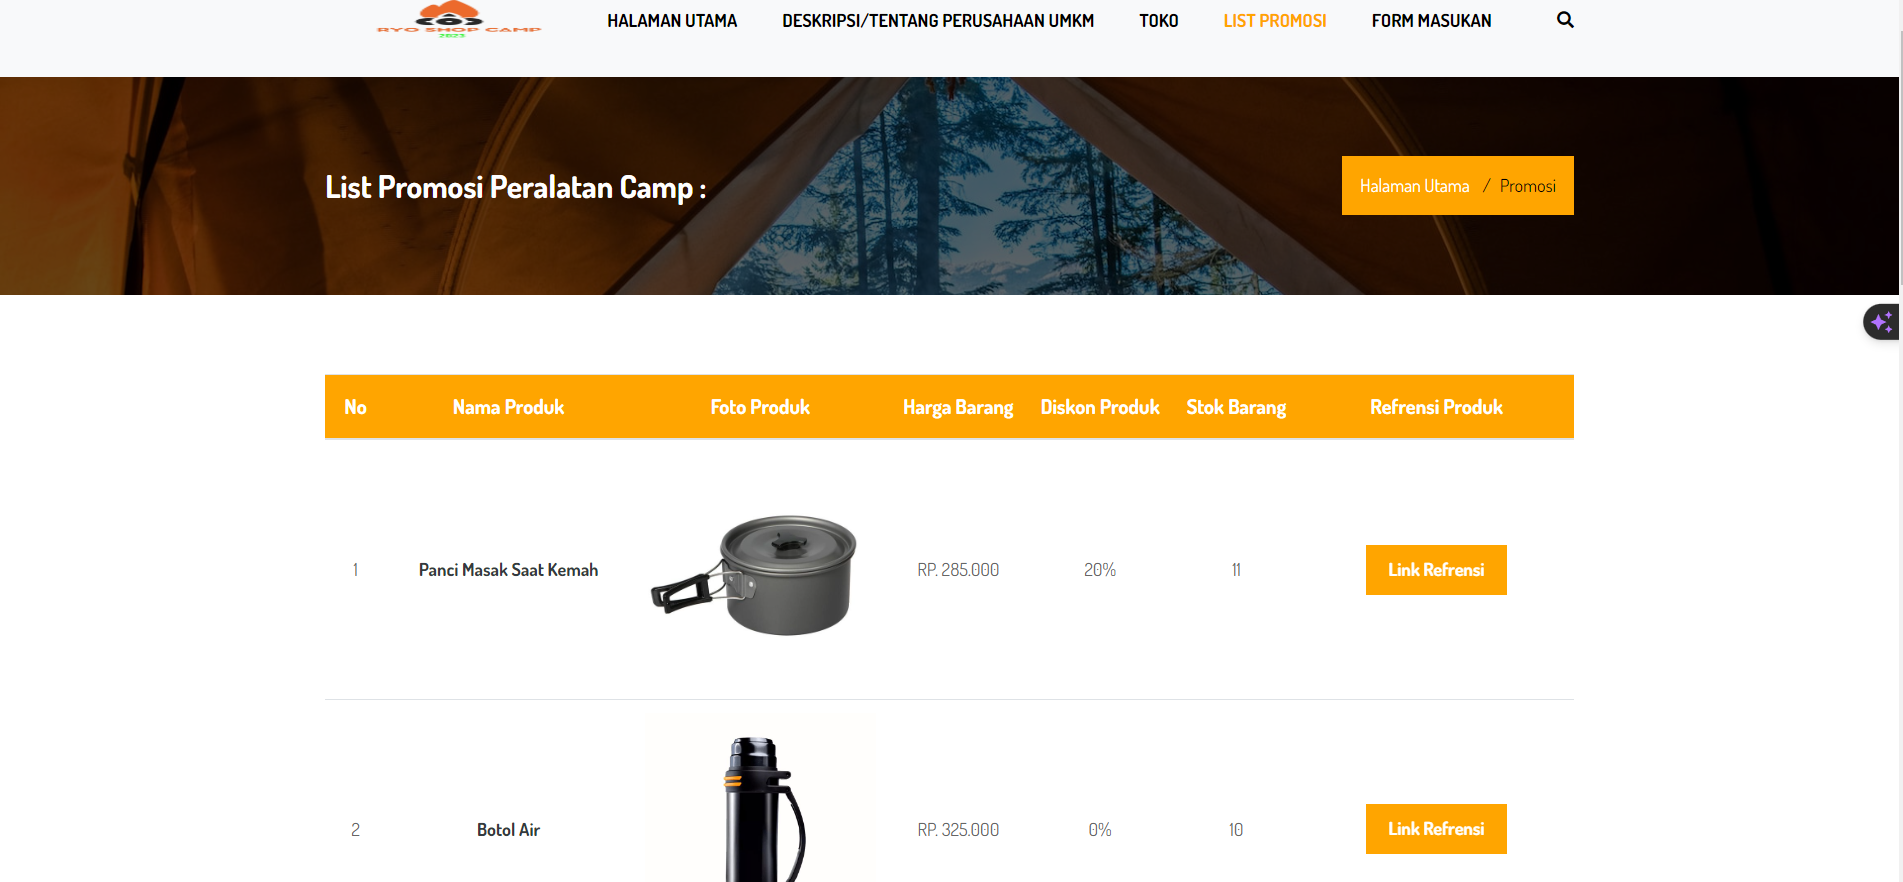 RYO SHOP CAMP
2023
HALAMAN UTAMA DESKRIPSI/TENTANG PERUSAHAAN UMKM TOKO LIST PROMOSI FORM MASUKAN
List Promosi Peralatan Camp :
Halaman Utama / Promosi
No Nama Produk Foto Produk Harga Barang Diskon Produk Stok Barang Refrensi Produk
1 Panci Masak Saat Kemah RP. 285.000 20% 11 Link Refrensi
2 Botol Air RP. 325.000 0% 10 Link Refrensi